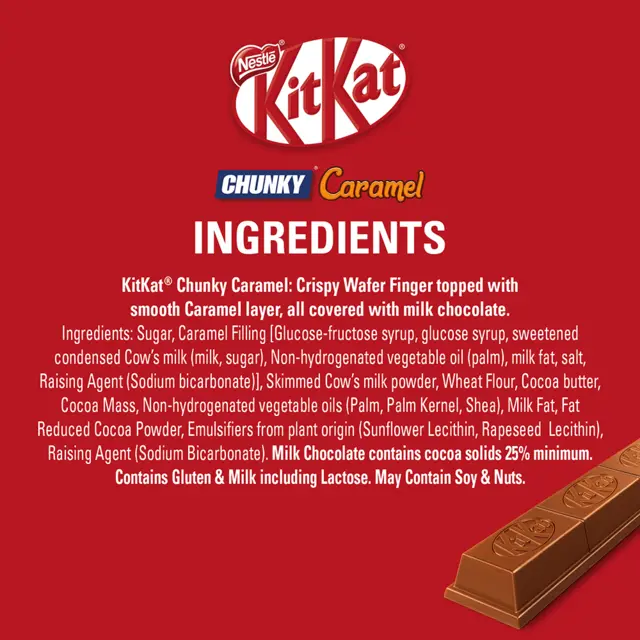 Nestlé
KitKat®
CHUNKY® Caramel
INGREDIENTS
KitKat® Chunky Caramel: Crispy Wafer Finger topped with
smooth Caramel layer, all covered with milk chocolate.
Ingredients: Sugar, Caramel Filling [Glucose-fructose syrup, glucose syrup, sweetened
condensed Cow's milk (milk, sugar), Non-hydrogenated vegetable oil (palm), milk fat, salt,
Raising Agent (Sodium bicarbonate)], Skimmed Cow's milk powder, Wheat Flour, Cocoa butter,
Cocoa Mass, Non-hydrogenated vegetable oils (Palm, Palm Kernel, Shea), Milk Fat, Fat
Reduced Cocoa Powder, Emulsifiers from plant origin (Sunflower Lecithin, Rapeseed Lecithin),
Raising Agent (Sodium Bicarbonate). Milk Chocolate contains cocoa solids 25% minimum.
Contains Gluten & Milk including Lactose. May Contain Soy & Nuts.
KitKat
KitKat